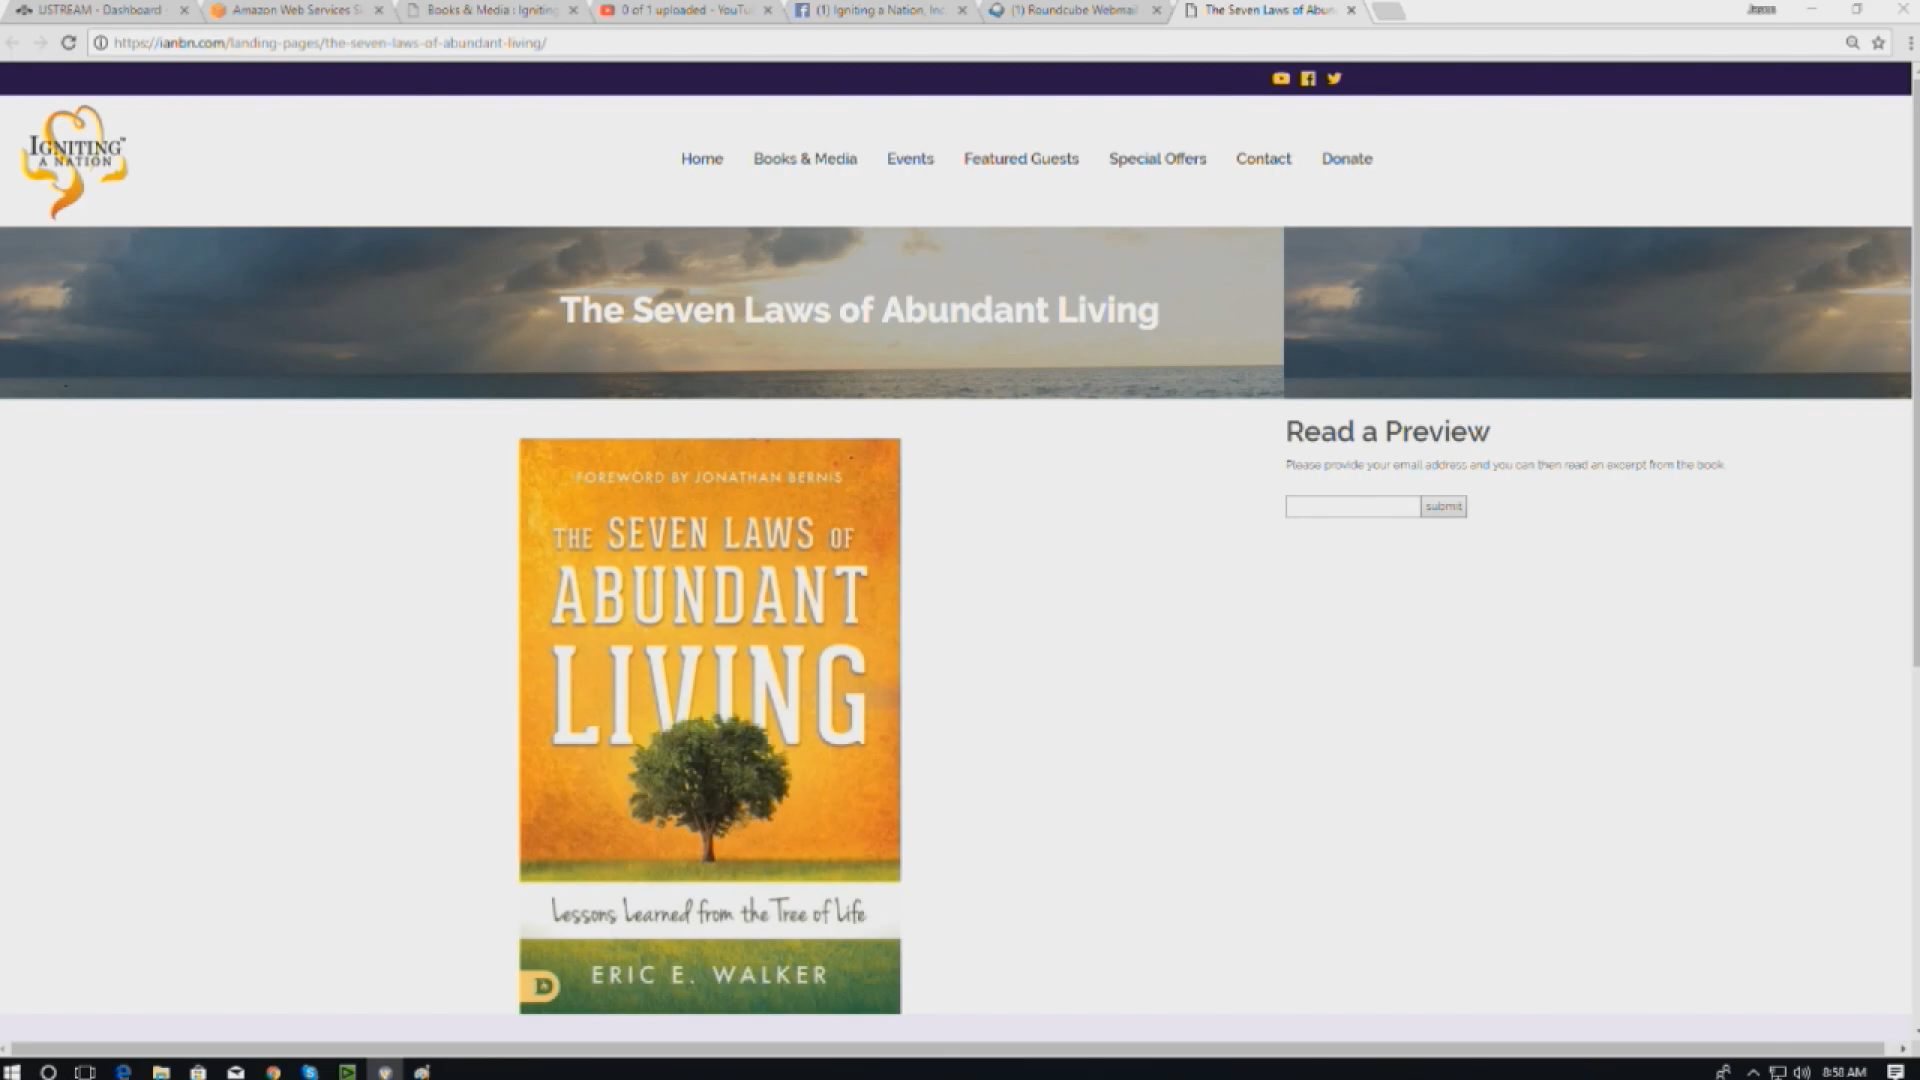 USTREAM - Dashboard
Amazon Web Services S
Books & Media : Igniting
0 of 1 uploaded - YouTu
(1) Igniting a Nation, Inc.
(1) Roundcube Webmail
The Seven Laws of Abun
https://ianbn.com/landing-pages/the-seven-laws-of-abundant-living/
IGNITING™
A NATION
Home
Books & Media
Events
Featured Guests
Special Offers
Contact
Donate
The Seven Laws of Abundant Living
Read a Preview
Please provide your email address and you can then read an excerpt from the book.
submit
FOREWORD BY JONATHAN BERNIS
THE SEVEN LAWS OF
ABUNDANT
LIVING
Lessons Learned from the Tree of Life
ERIC E. WALKER
8:58 AM